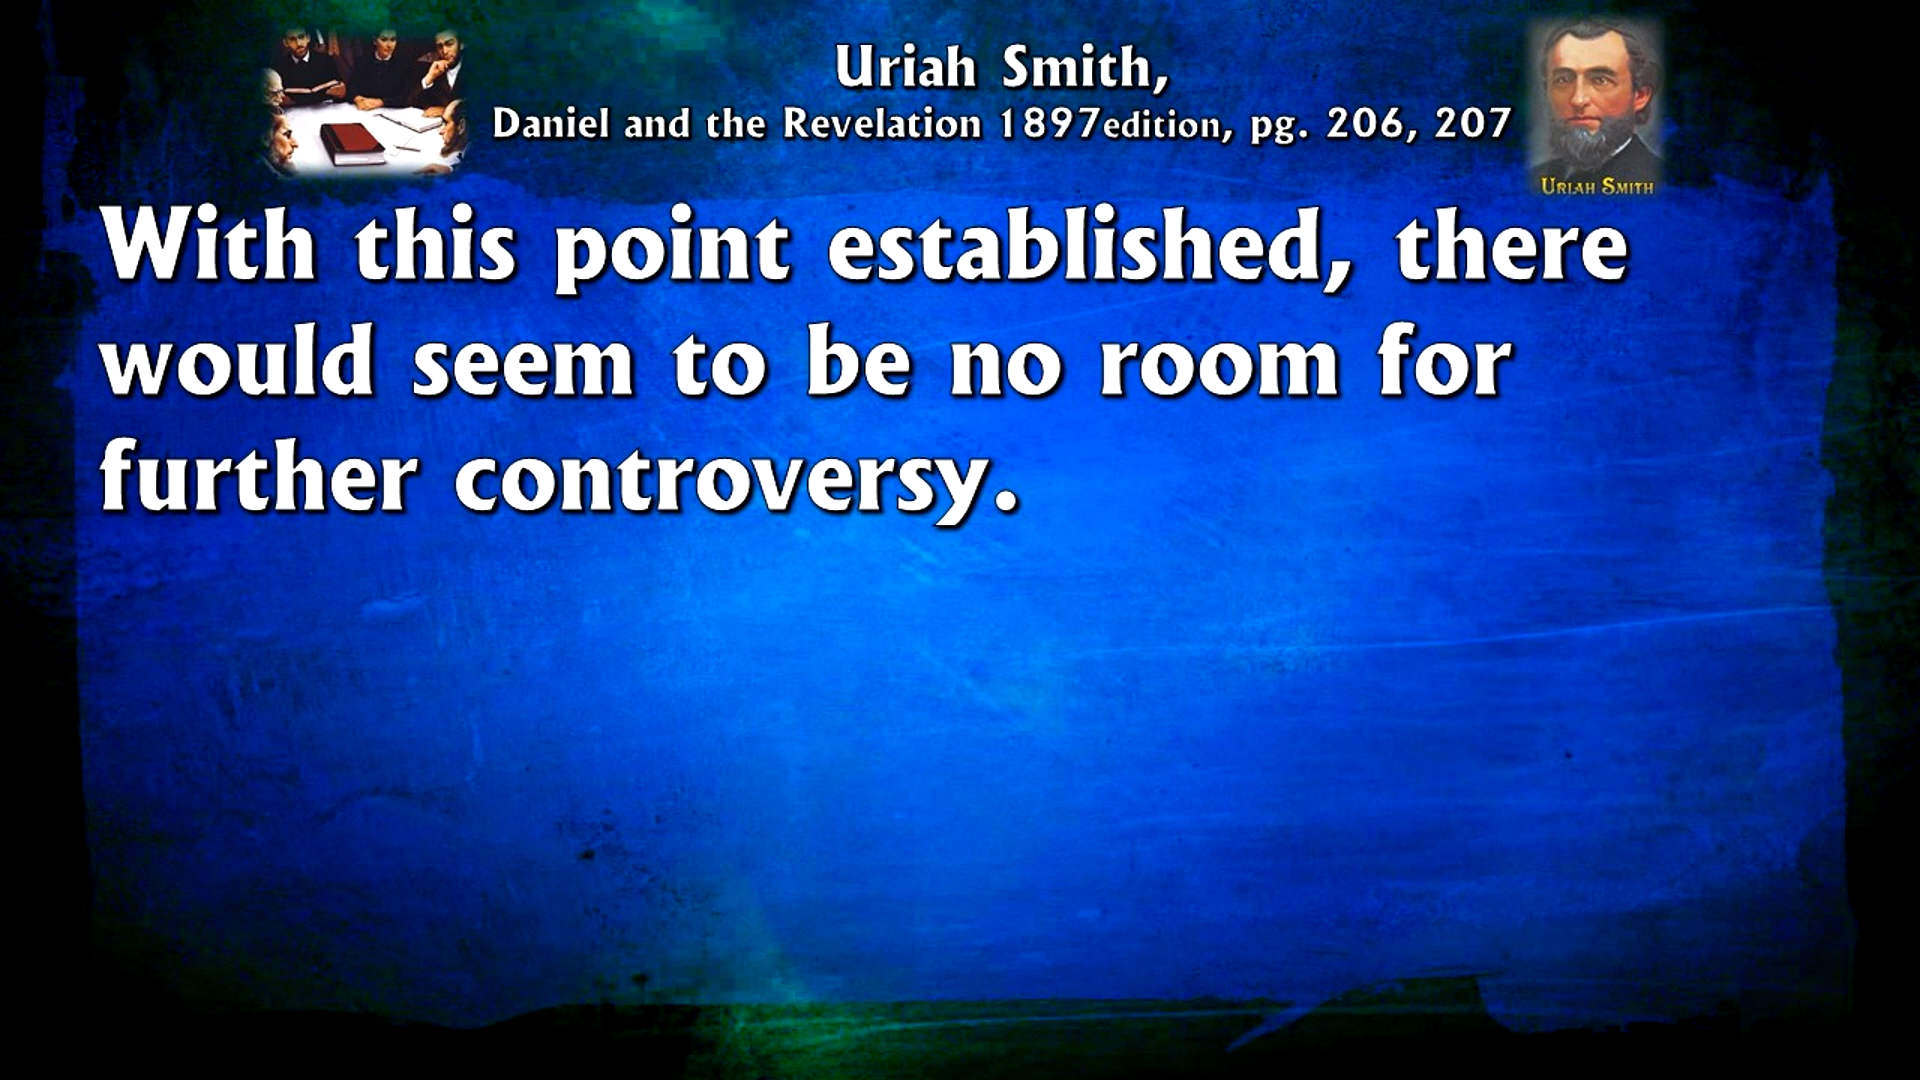 Uriah Smith,
Daniel and the Revelation 1897edition, pg. 206, 207
URIAH SMITH
With this point established, there
would seem to be no room for
further controversy.